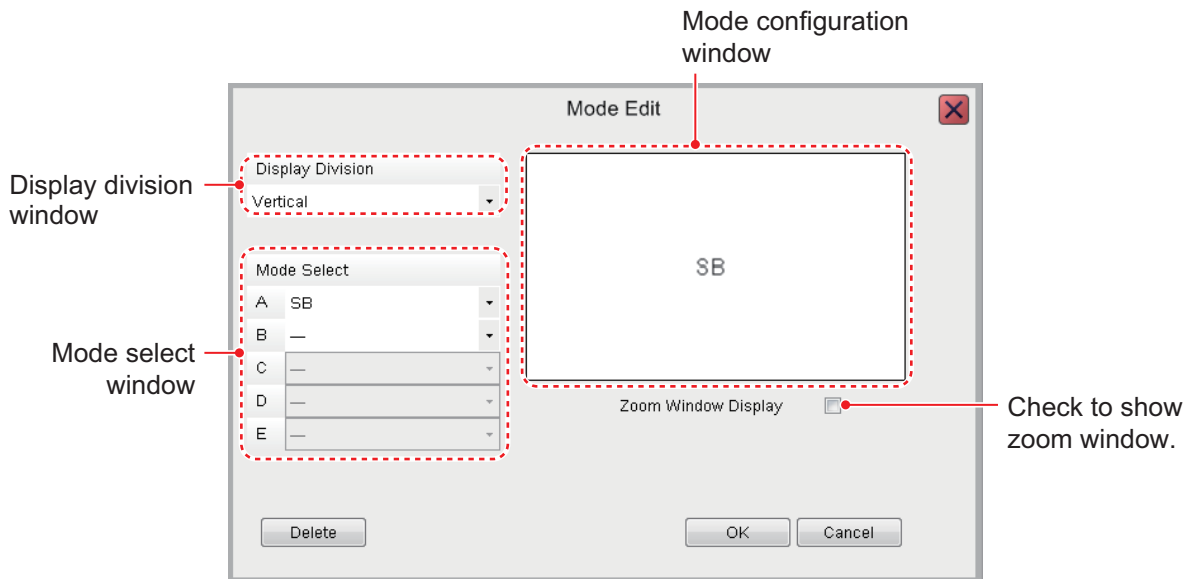 Mode configuration
window
Mode Edit
Display division
window
Display Division
Vertical
Mode Select
A SB
B —
C —
D —
E —
Mode select
window
SB
Zoom Window Display
Check to show
zoom window.
Delete
OK
Cancel